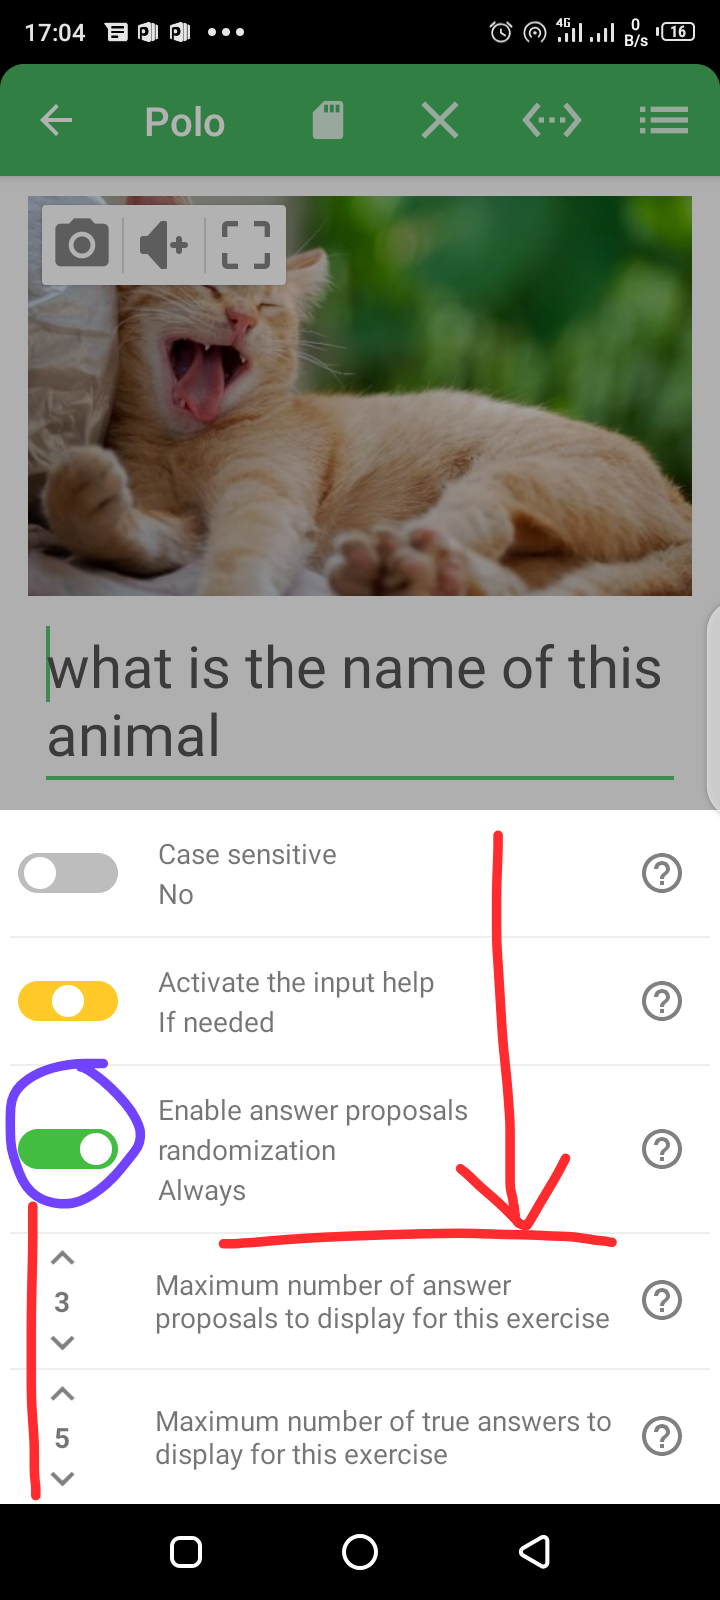 17:04
4G
0
B/s
16
Polo
what is the name of this
animal
Case sensitive
No
Activate the input help
If needed
Enable answer proposals
randomization
Always
3
Maximum number of answer
proposals to display for this exercise
5
Maximum number of true answers to
display for this exercise